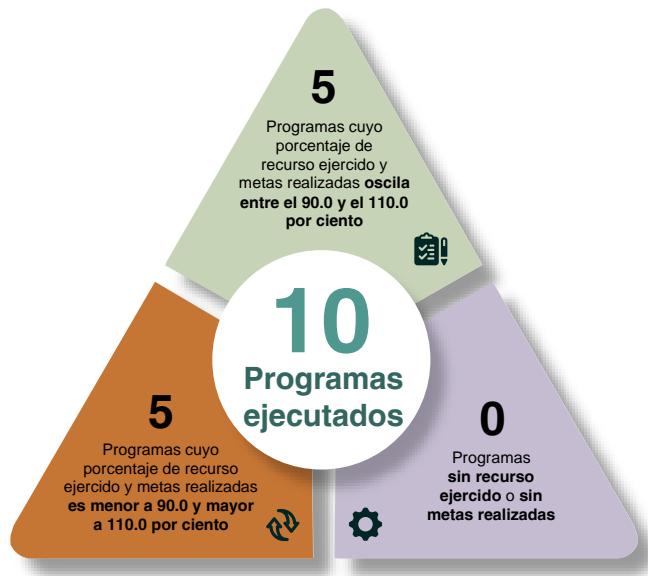 5
Programas cuyo
porcentaje de
recurso ejercido y
metas realizadas oscila
entre el 90.0 y el 110.0
por ciento
10
Programas
ejecutados
5
Programas cuyo
porcentaje de recurso
ejercido y metas realizadas
es menor a 90.0 y mayor
a 110.0 por ciento
0
Programas
sin recurso
ejercido o sin
metas realizadas